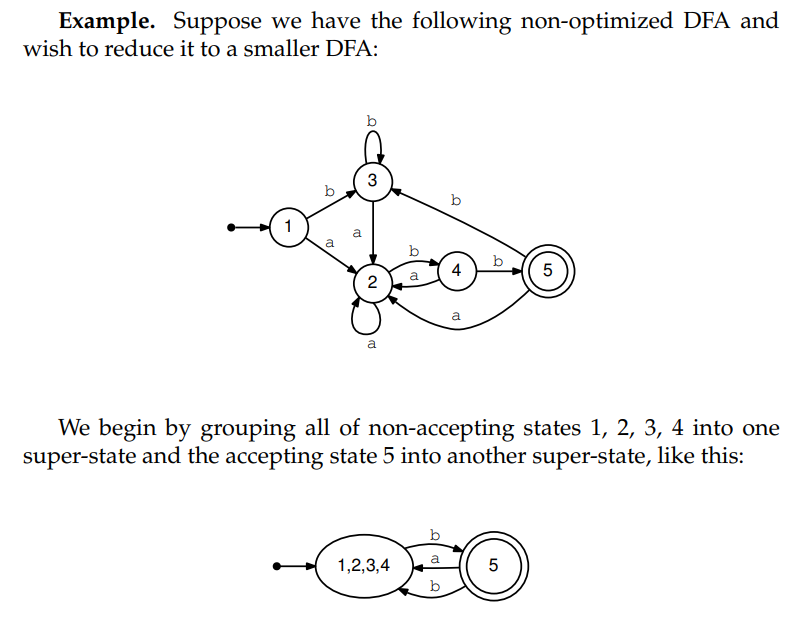 Example. Suppose we have the following non-optimized DFA and
wish to reduce it to a smaller DFA:
b
3
b
b
1
a
a
b
b
4
5
2
a
a
a
We begin by grouping all of non-accepting states 1, 2, 3, 4 into one
super-state and the accepting state 5 into another super-state, like this:
b
1,2,3,4
a
5
b